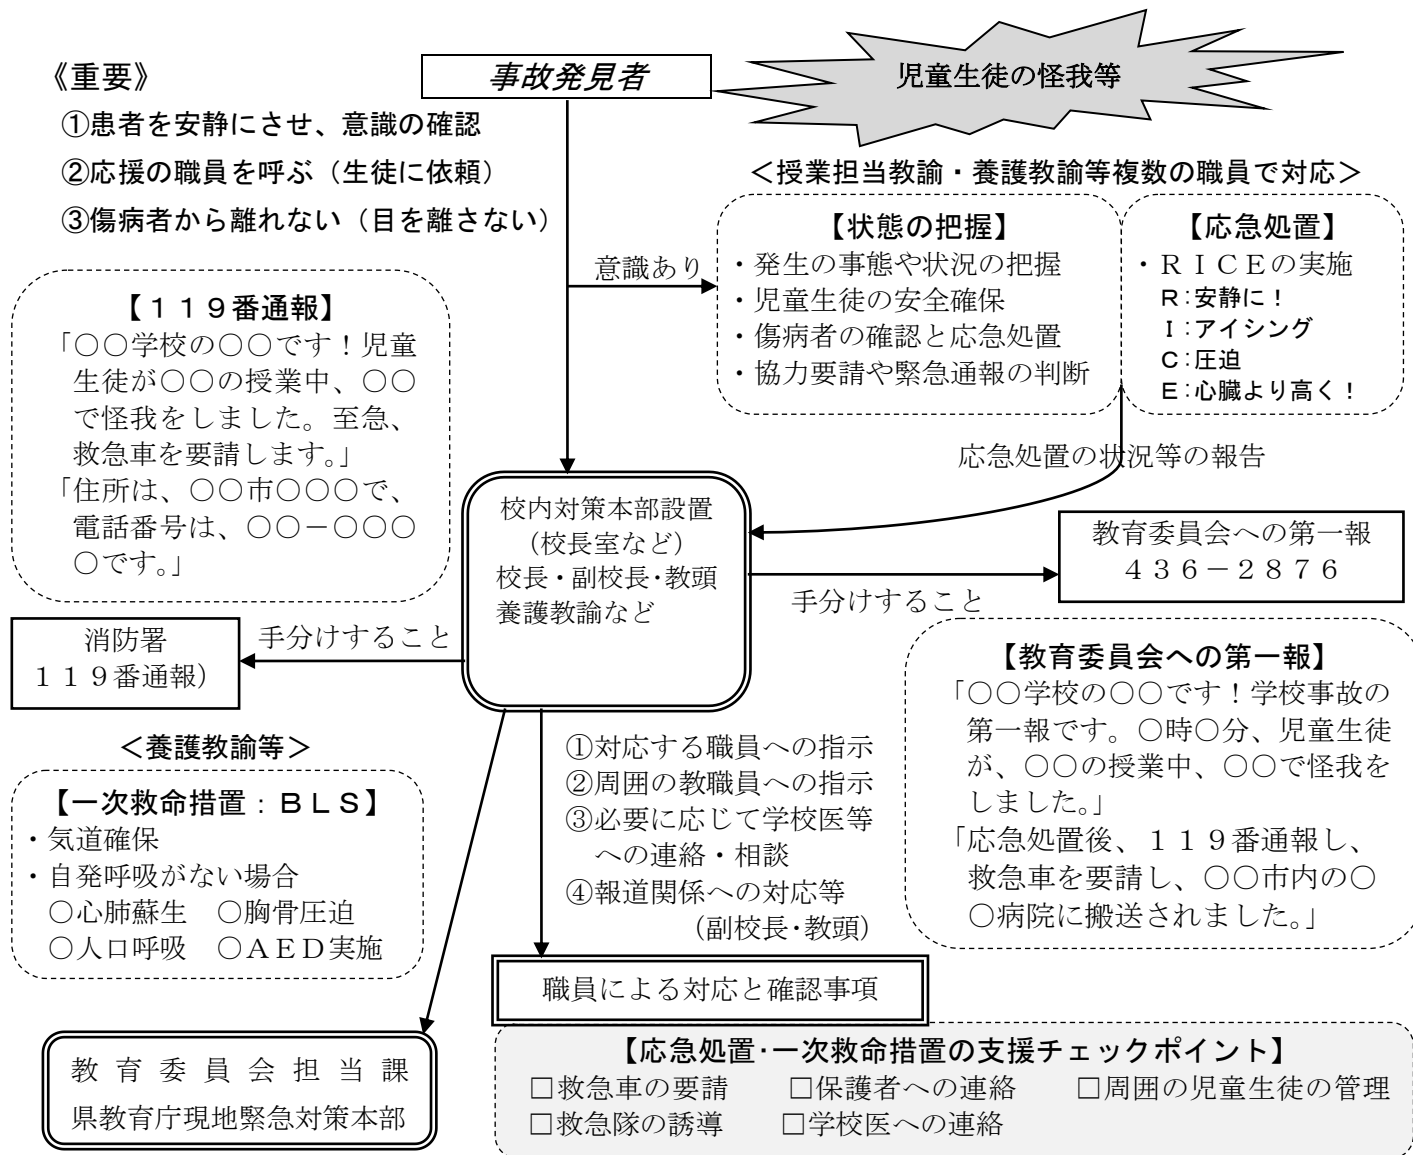 《重要》
①患者を安静にさせ、意識の確認
②応援の職員を呼ぶ（生徒に依頼）
③傷病者から離れない（目を離さない）
事故発見者
児童生徒の怪我等
＜授業担当教諭・養護教諭等複数の職員で対応＞
意識あり
【状態の把握】
・発生の事態や状況の把握
・児童生徒の安全確保
・傷病者の確認と応急処置
・協力要請や緊急通報の判断
【応急処置】
・ＲＩＣＥの実施
Ｒ：安静に！
Ｉ：アイシング
Ｃ：圧迫
Ｅ：心臓より高く！
応急処置の状況等の報告
【１１９番通報】
「○○学校の○○です！児童
生徒が○○の授業中、○○
で怪我をしました。至急、
救急車を要請します。」
「住所は、○○市○○○で、
電話番号は、○○－○○○
○です。」
校内対策本部設置
（校長室など）
校長・副校長・教頭
養護教諭など
手分けすること
教育委員会への第一報
４３６－２８７６
手分けすること
消防署
１１９番通報）
【教育委員会への第一報】
「○○学校の○○です！学校事故の
第一報です。○時○分、児童生徒
が、○○の授業中、○○で怪我を
しました。」
「応急処置後、１１９番通報し、
救急車を要請し、○○市内の○
○病院に搬送されました。」
＜養護教諭等＞
【一次救命措置：ＢＬＳ】
・気道確保
・自発呼吸がない場合
○心肺蘇生　○胸骨圧迫
○人口呼吸　○ＡＥＤ実施
①対応する職員への指示
②周囲の教職員への指示
③必要に応じて学校医等
への連絡・相談
④報道関係への対応等
（副校長・教頭）
職員による対応と確認事項
教育委員会担当課
県教育庁現地緊急対策本部
【応急処置・一次救命措置の支援チェックポイント】
□救急車の要請　□保護者への連絡　□周囲の児童生徒の管理
□救急隊の誘導　□学校医への連絡